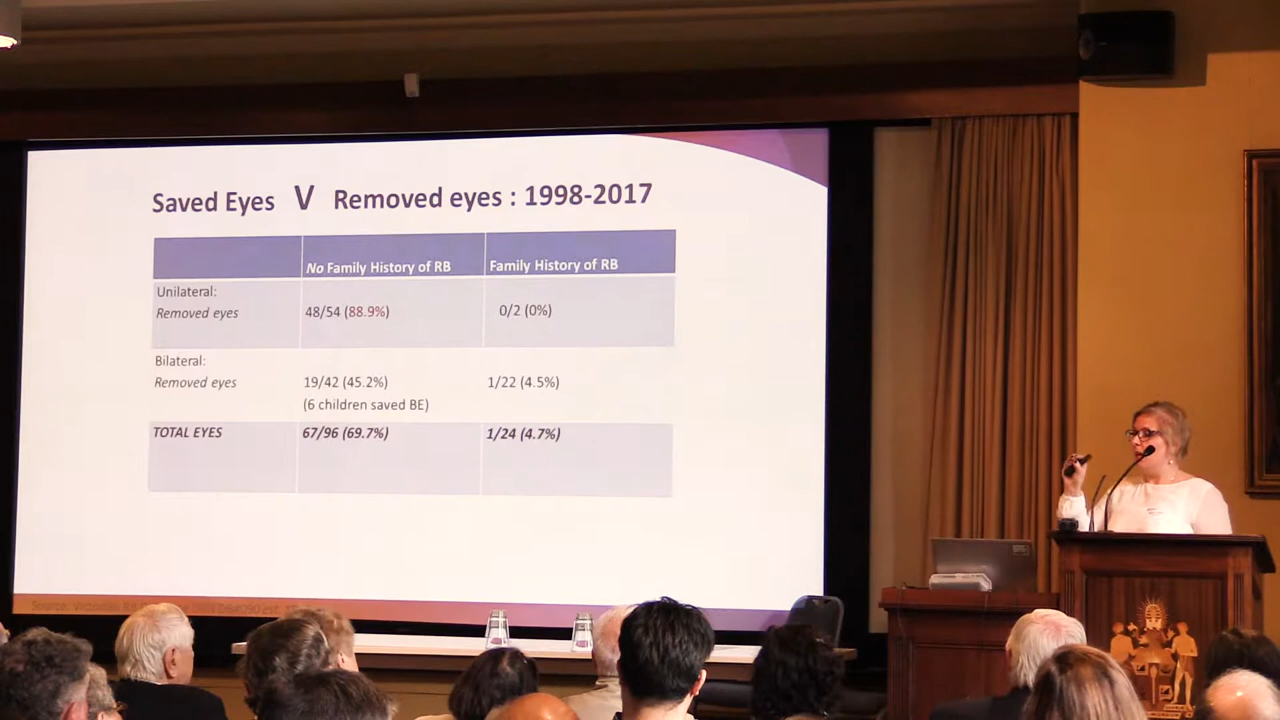 Saved Eyes V Removed eyes : 1998-2017
No Family History of RB Family History of RB
Unilateral:
Removed eyes 48/54 (88.9%) 0/2 (0%)
Bilateral:
Removed eyes 19/42 (45.2%) 1/22 (4.5%)
(6 children saved BE)
TOTAL EYES 67/96 (69.7%) 1/24 (4.7%)
Source: Victorian